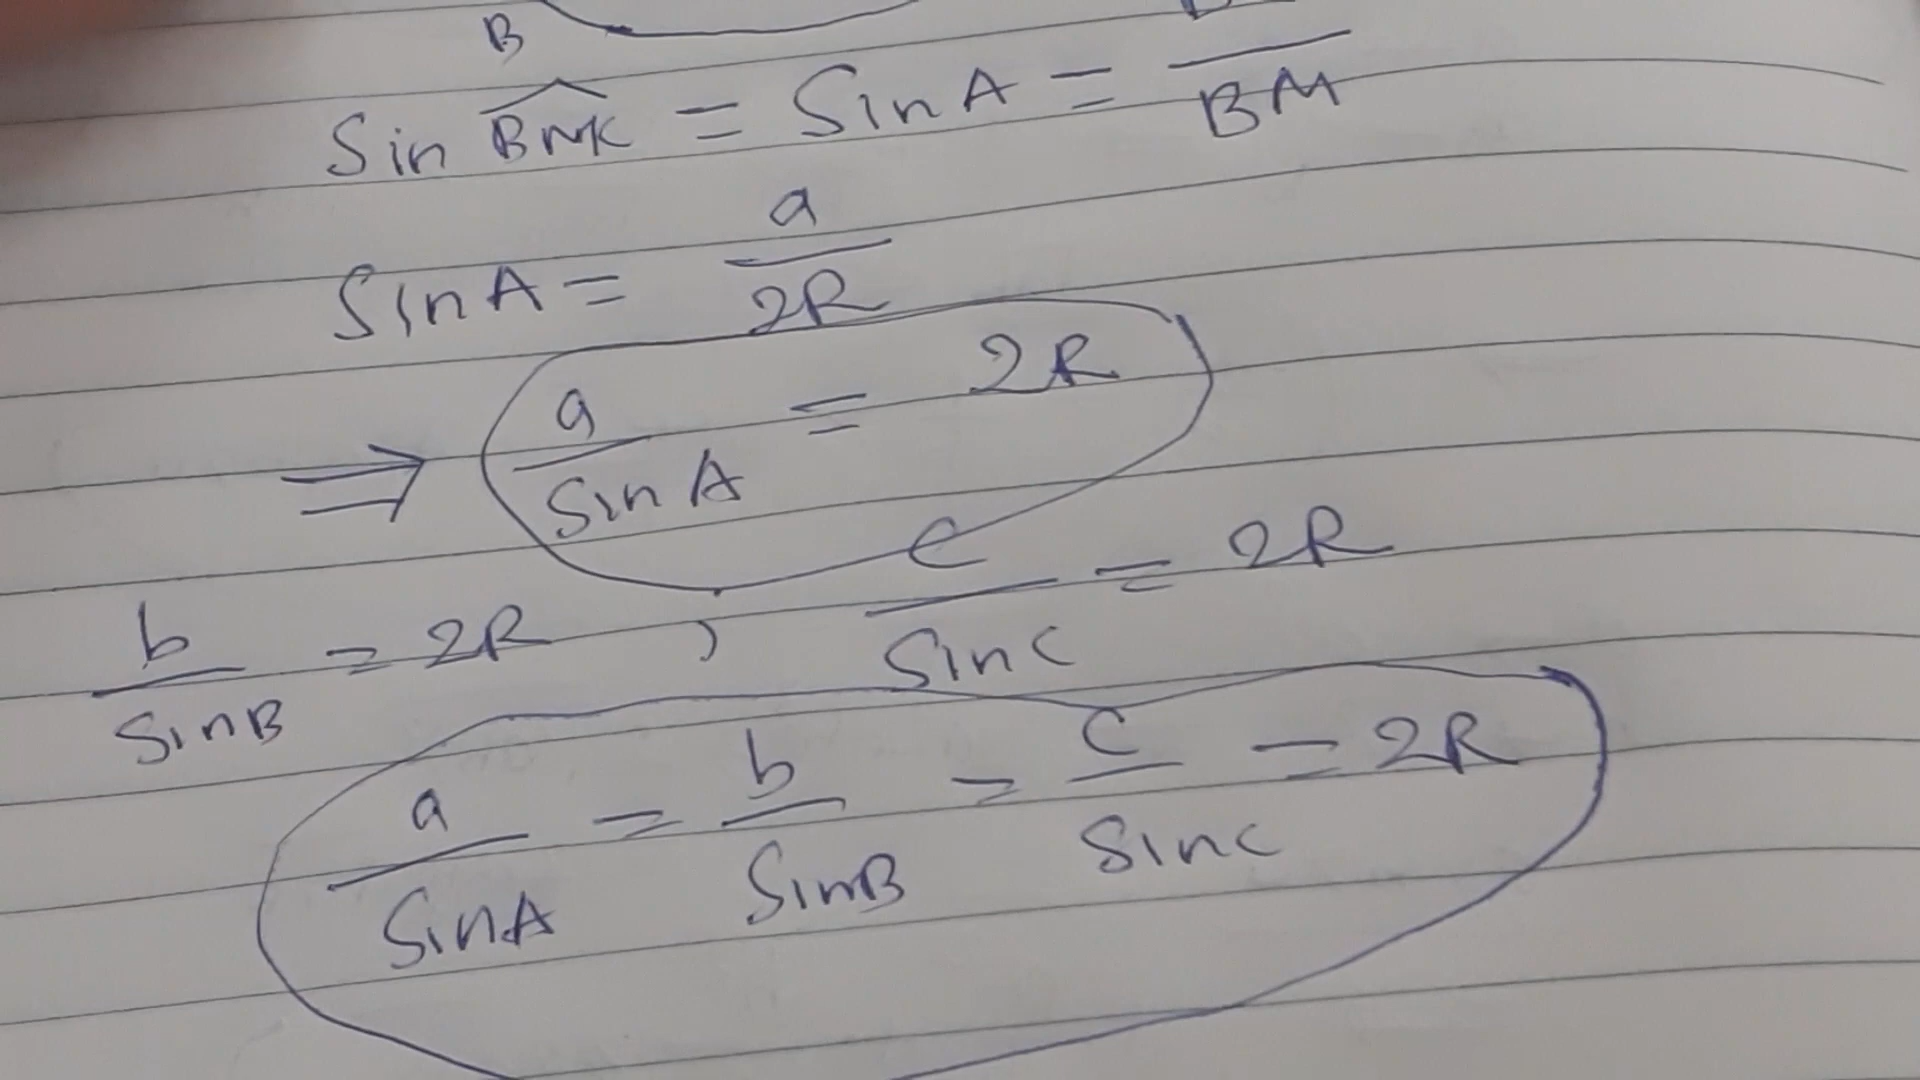 B
Sin BMK = Sin A = / BM
Sin A = a / 2R
⇒ a / Sin A = 2R
b / Sin B = 2R , c / Sin C = 2R
a / Sin A = b / Sin B = c / Sin C = 2R